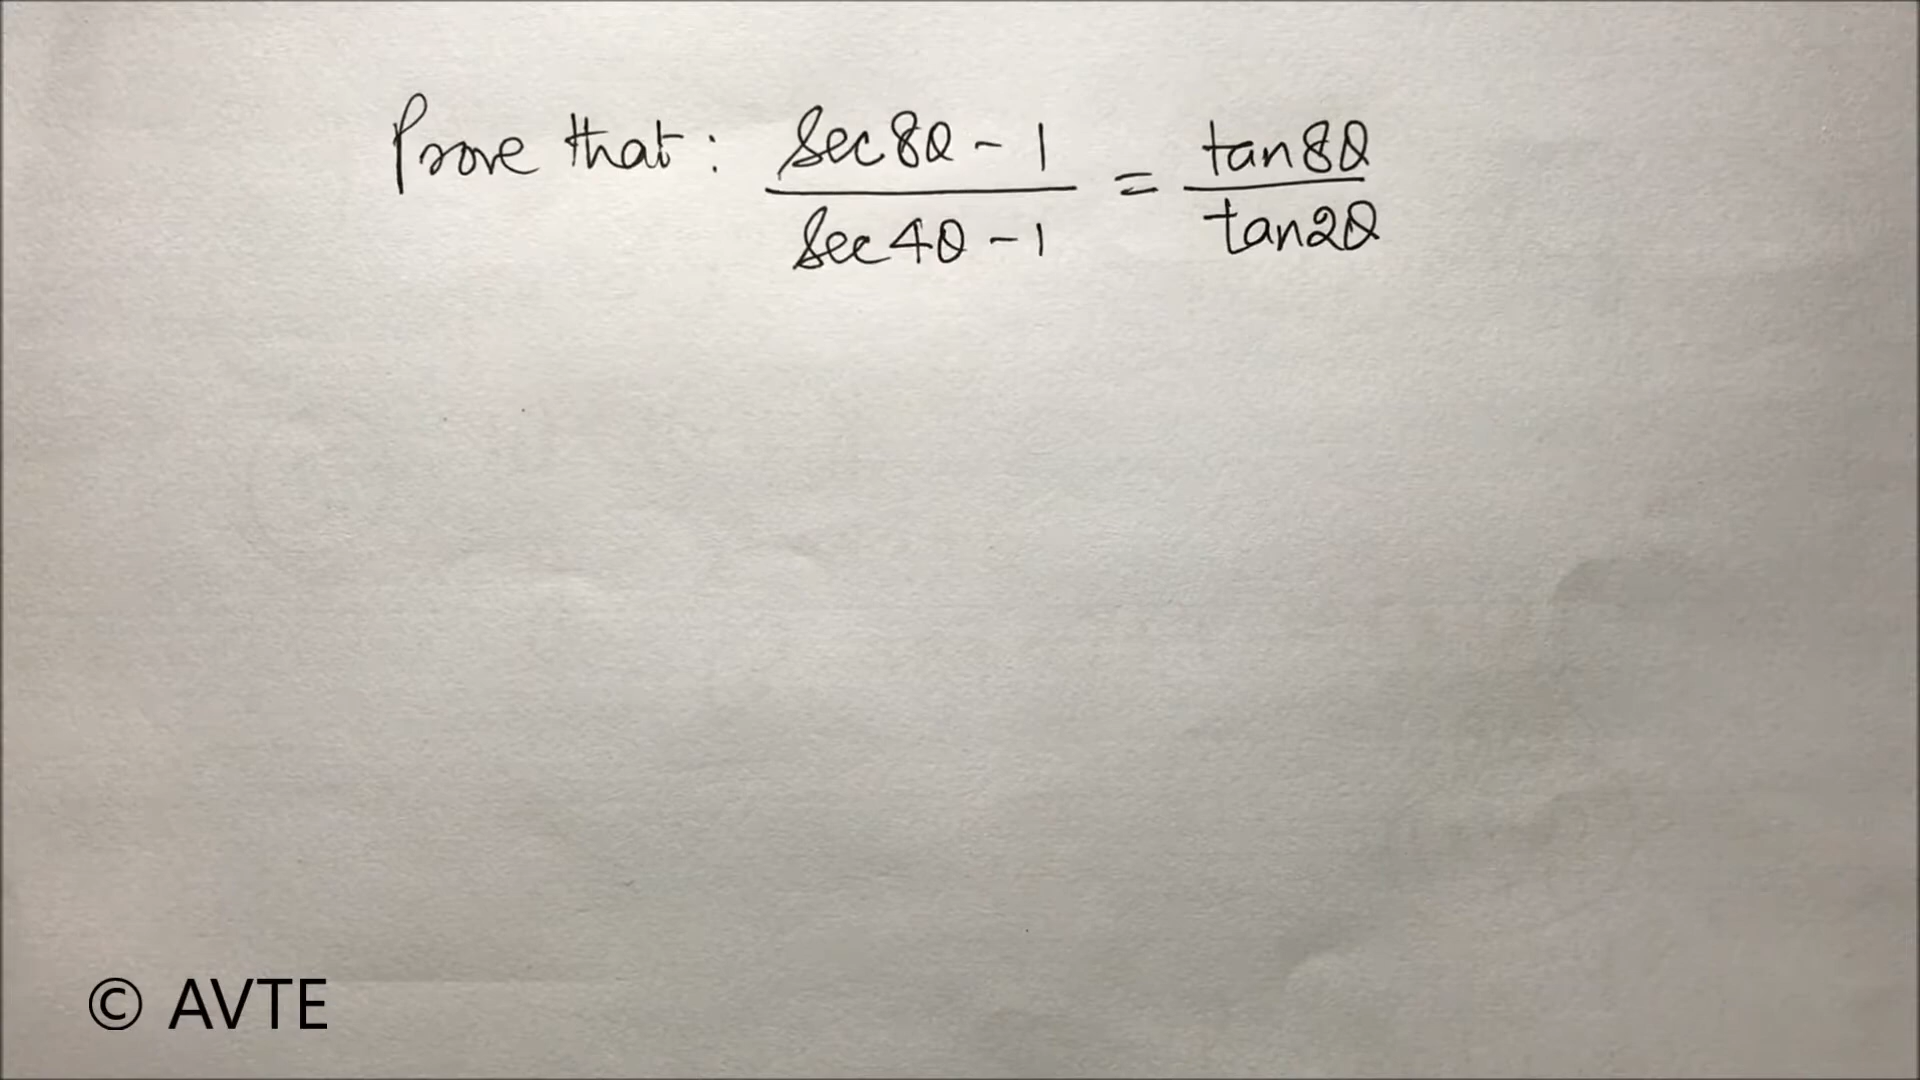 Prove that : sec8θ - 1 / sec4θ - 1 = tan8θ / tan2θ
© AVTE